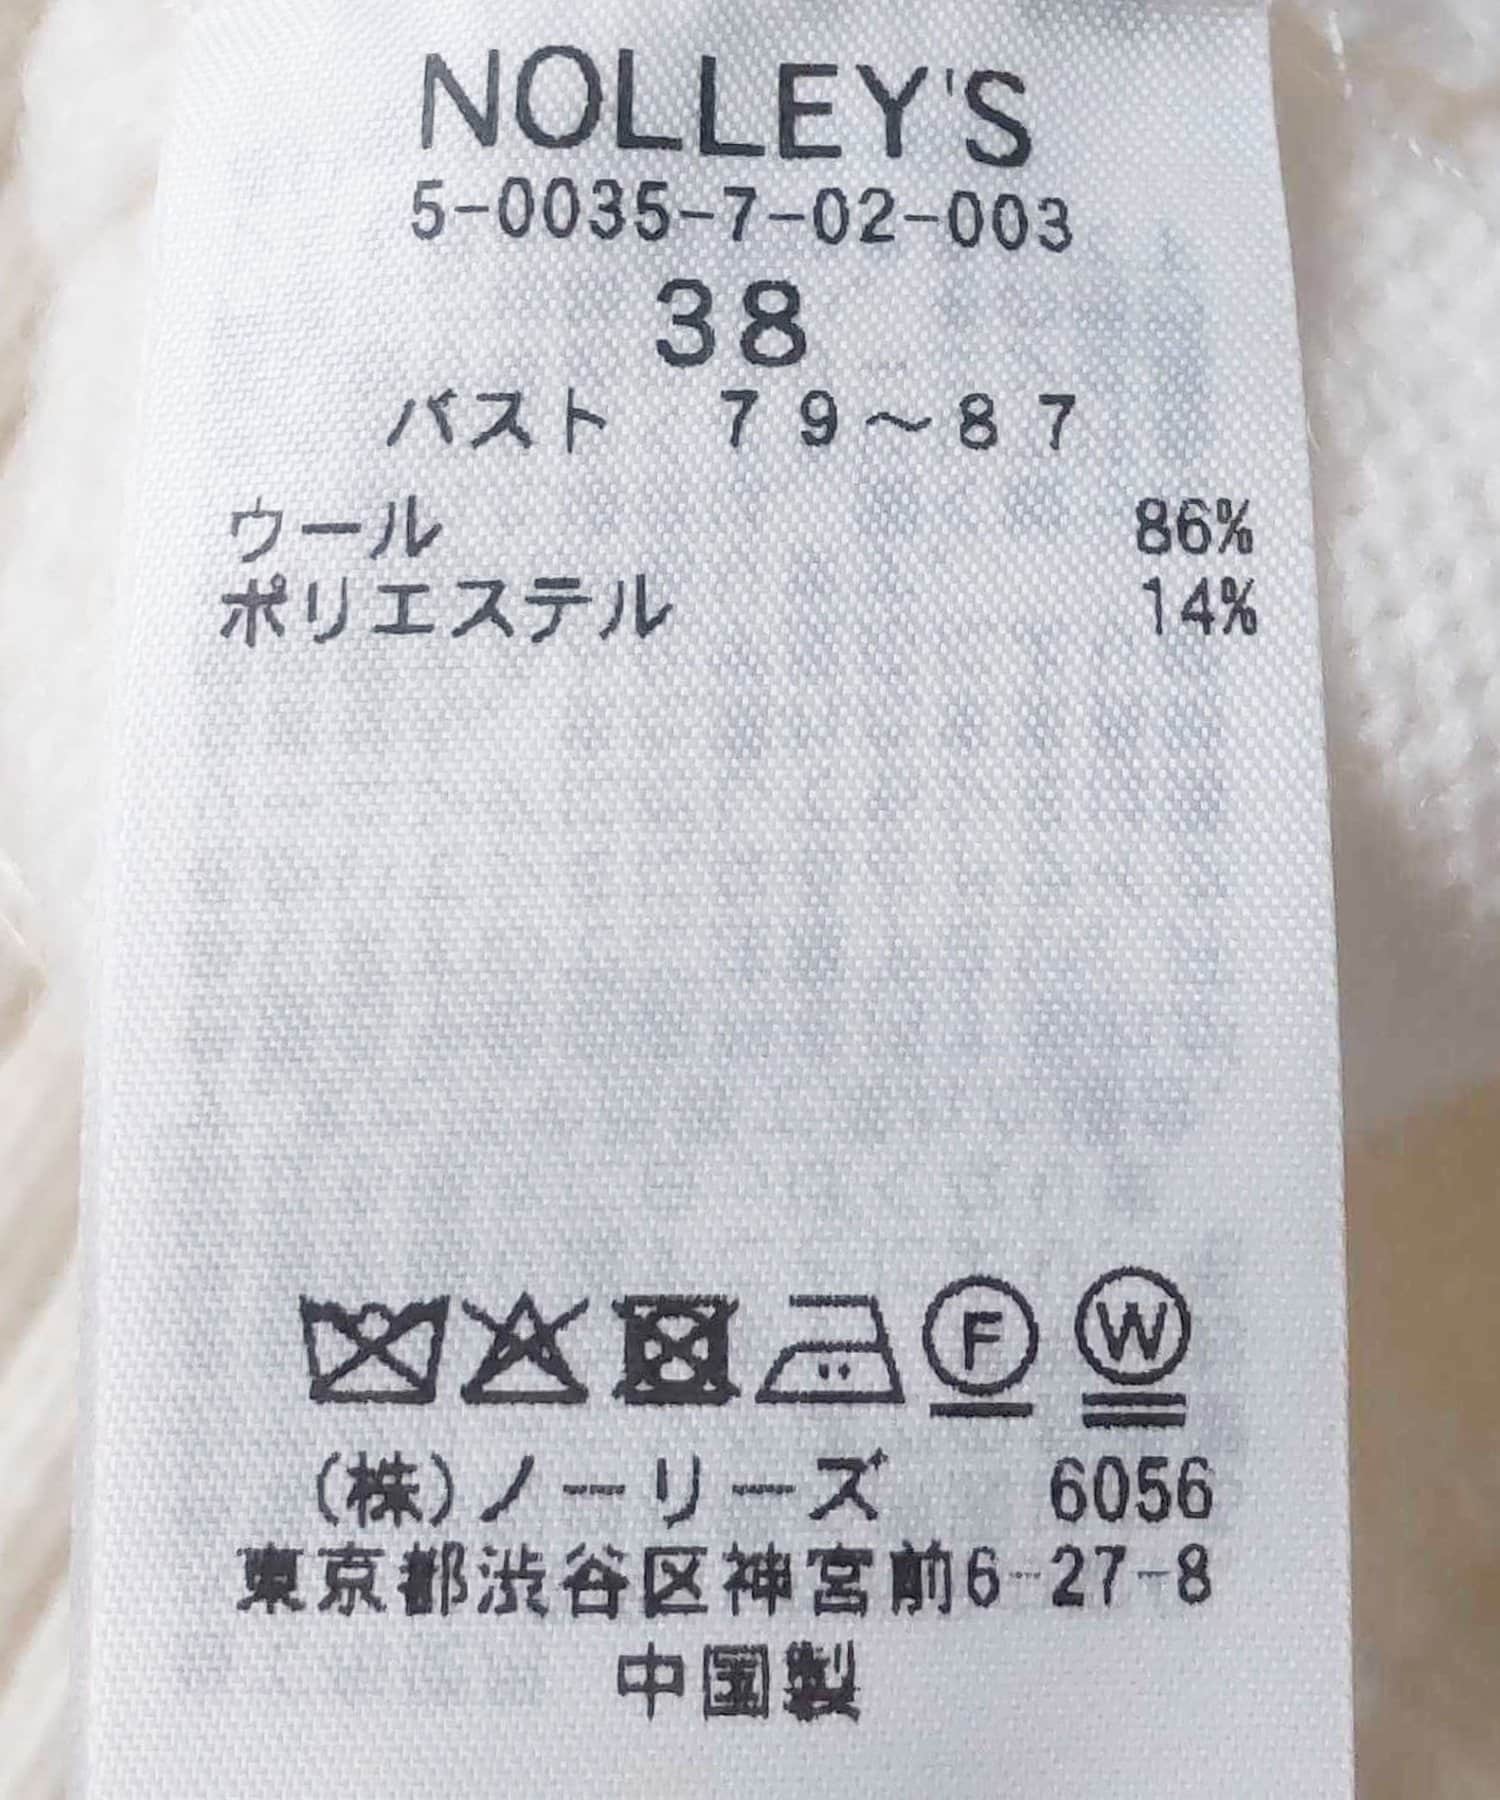 NOLLEY'S
5-0035-7-02-003
38
バスト 79～87
ウール 86%
ポリエステル 14%
F W
(株)ノーリーズ 6056
東京都渋谷区神宮前6-27-8
中国製